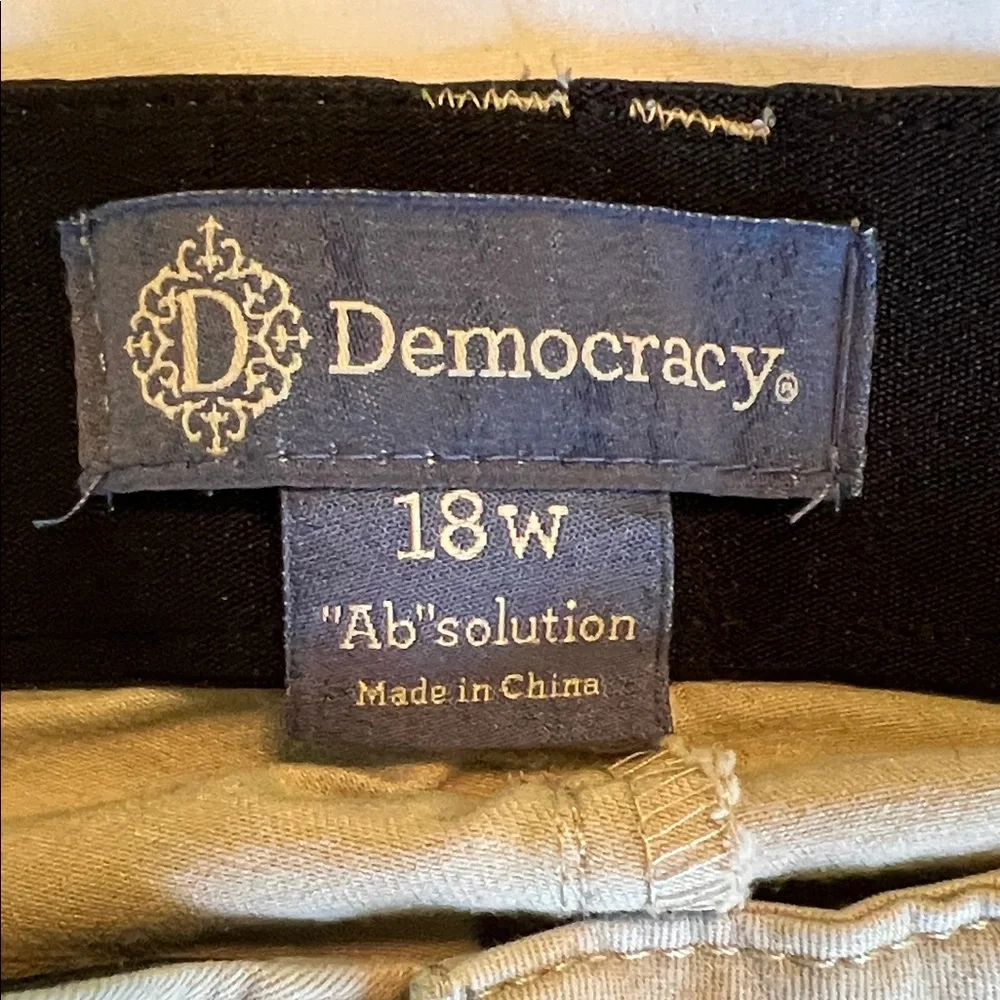 D Democracy®
18W
"Ab"solution
Made in China